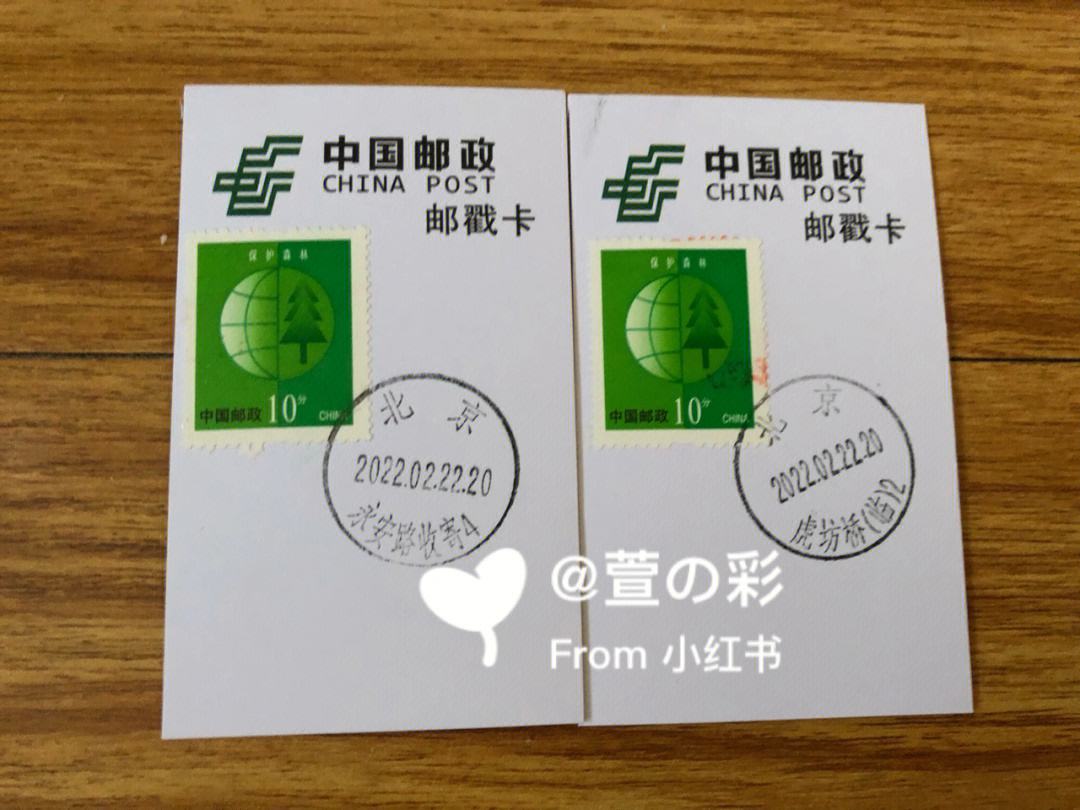 中国邮政
CHINA POST
邮戳卡
保护森林
中国邮政 10分 CHINA
北京
2022.02.22.20
永安路收寄4
中国邮政
CHINA POST
邮戳卡
保护森林
中国邮政 10分 CHINA
北京
2022.02.22.20
虎坊桥(临)2
@萱の彩
From 小红书